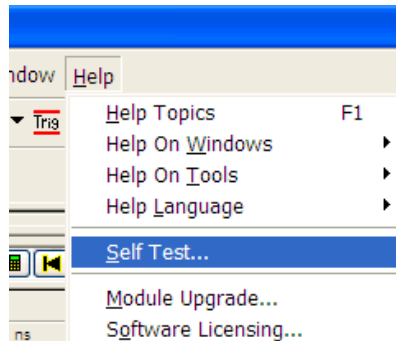 ndow Help
Trig
Help Topics F1
Help On Windows
Help On Tools
Help Language
Self Test...
Module Upgrade...
Software Licensing...
ns